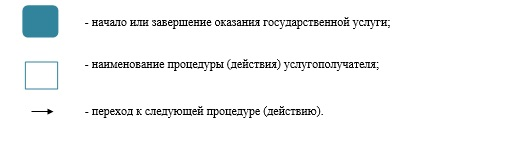 - начало или завершение оказания государственной услуги;
- наименование процедуры (действия) услугополучателя;
- переход к следующей процедуре (действию).